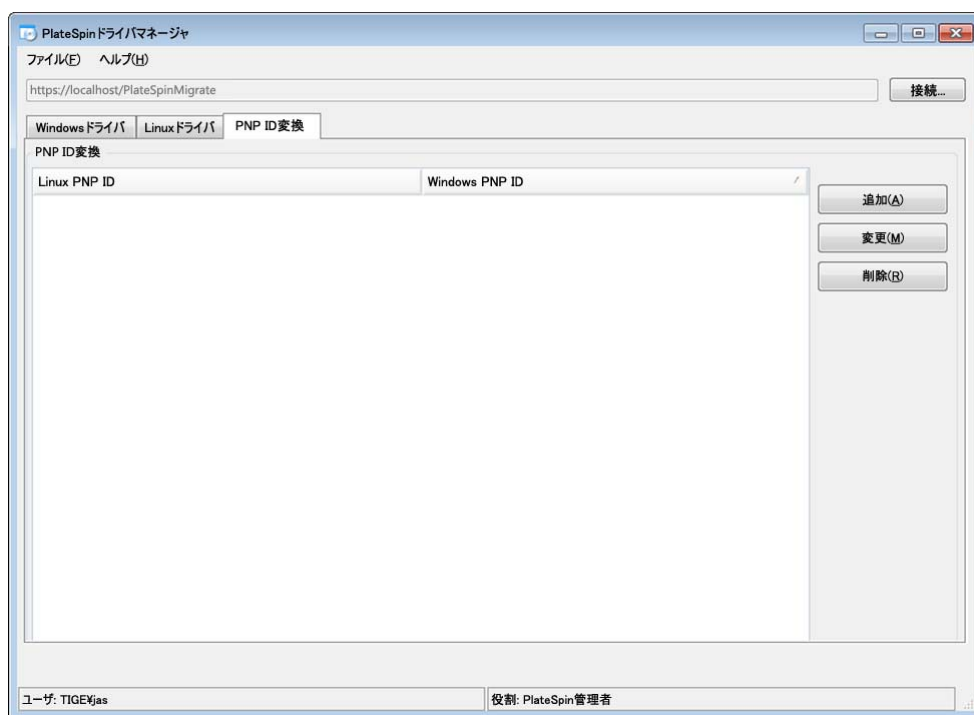 PlateSpinドライバマネージャ
ファイル(F) ヘルプ(H)
https://localhost/PlateSpinMigrate 接続...
Windowsドライバ Linuxドライバ PNP ID変換
PNP ID変換
Linux PNP ID Windows PNP ID
追加(A)
変更(M)
削除(R)
ユーザ: TIGE¥jas 役割: PlateSpin管理者